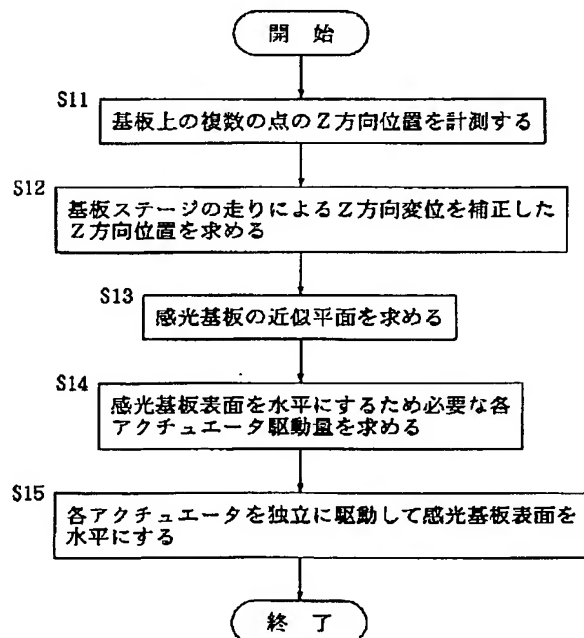 開 始
S11
基板上の複数の点のZ方向位置を計測する
S12
基板ステージの走りによるZ方向変位を補正した
Z方向位置を求める
S13
感光基板の近似平面を求める
S14
感光基板表面を水平にするため必要な各
アクチュエータ駆動量を求める
S15
各アクチュエータを独立に駆動して感光基板表面を
水平にする
終 了